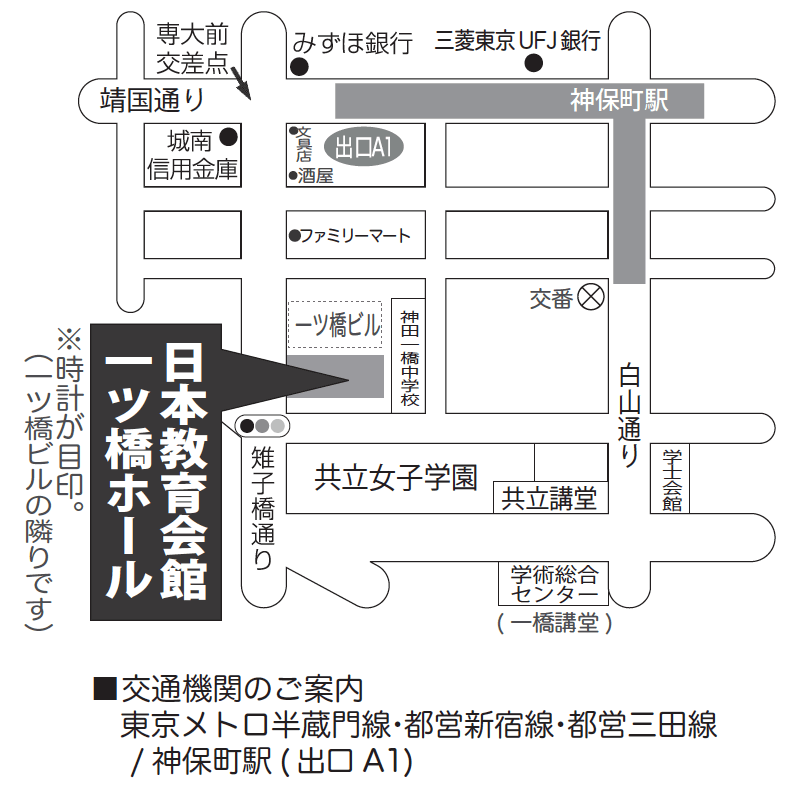 専大前
交差点
みずほ銀行
三菱東京UFJ銀行
靖国通り
神保町駅
城南
信用金庫
文具店
出口A1
酒屋
ファミリーマート
交番
一ツ橋ビル
神田一橋中学校
日本教育会館
一ツ橋ホール
※時計が目印。
（一ツ橋ビルの隣りです）
白山通り
雉子橋通り
共立女子学園
共立講堂
学士会館
学術総合
センター
(一橋講堂)
■交通機関のご案内
東京メトロ半蔵門線･都営新宿線･都営三田線
/神保町駅(出口A1)